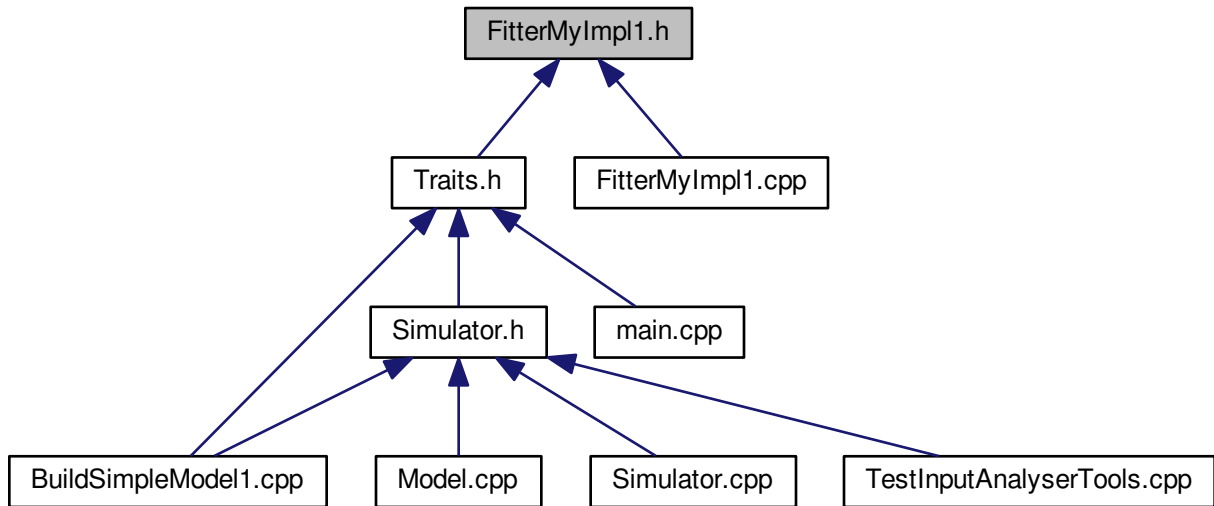 FitterMyImpl1.h
Traits.h
FitterMyImpl1.cpp
Simulator.h
main.cpp
BuildSimpleModel1.cpp
Model.cpp
Simulator.cpp
TestInputAnalyserTools.cpp